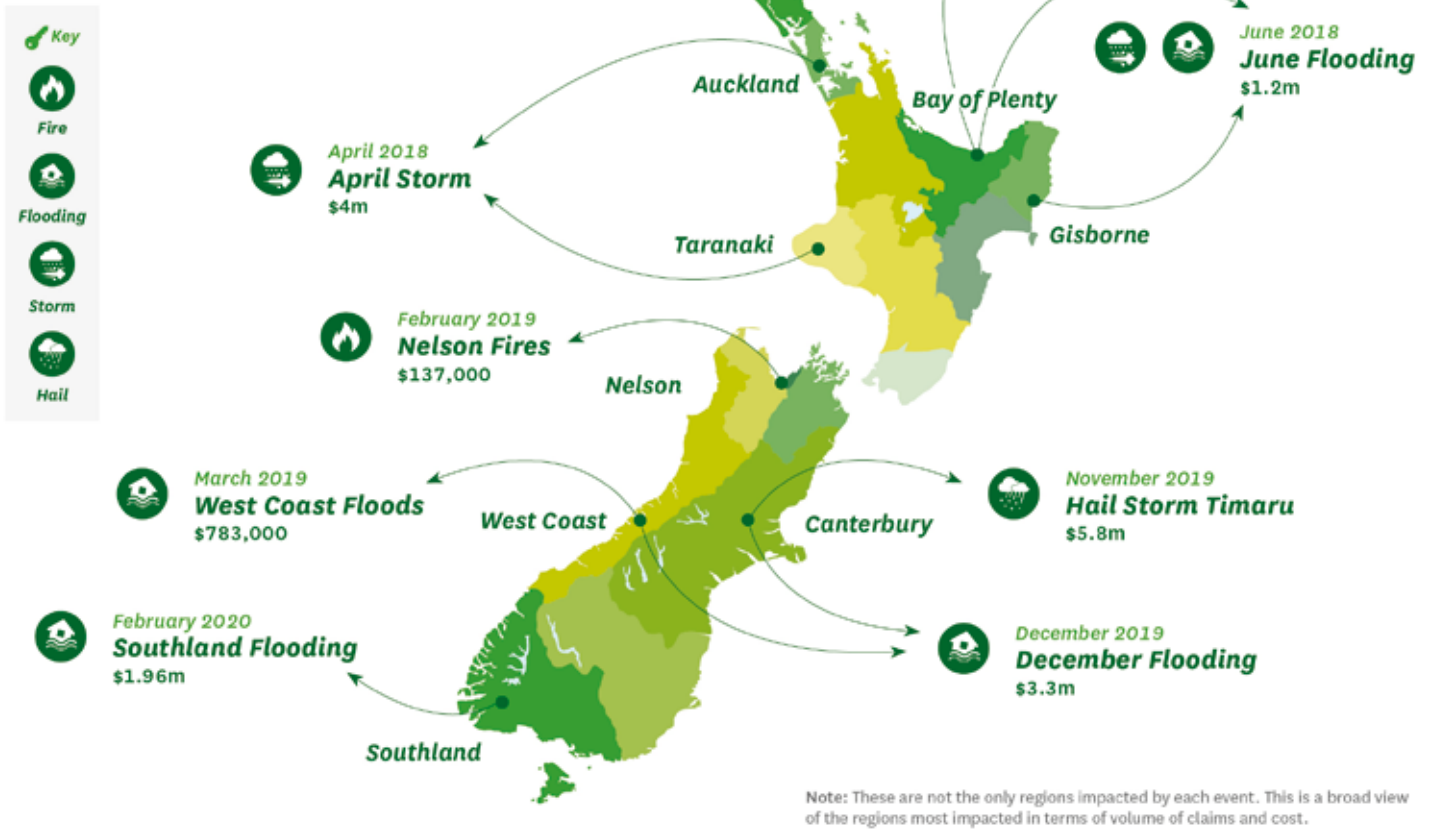 Key
Fire
Flooding
Storm
Hail
June 2018
June Flooding
$1.2m
Auckland
Bay of Plenty
April 2018
April Storm
$4m
Taranaki
Gisborne
February 2019
Nelson Fires
$137,000
Nelson
March 2019
West Coast Floods
$783,000
West Coast
Canterbury
November 2019
Hail Storm Timaru
$5.8m
February 2020
Southland Flooding
$1.96m
December 2019
December Flooding
$3.3m
Southland
Note: These are not the only regions impacted by each event. This is a broad view
of the regions most impacted in terms of volume of claims and cost.